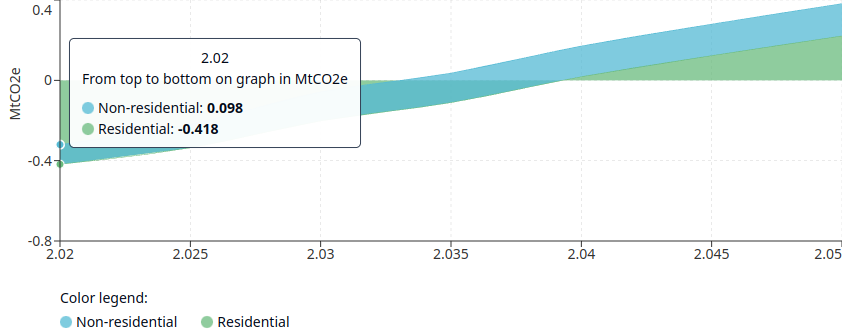 0.4
2.02
From top to bottom on graph in MtCO2e
0
Non-residential: 0.098
Residential: -0.418
MtCO2e
-0.4
-0.8
2.02 2.025 2.03 2.035 2.04 2.045 2.05
Color legend:
Non-residential Residential